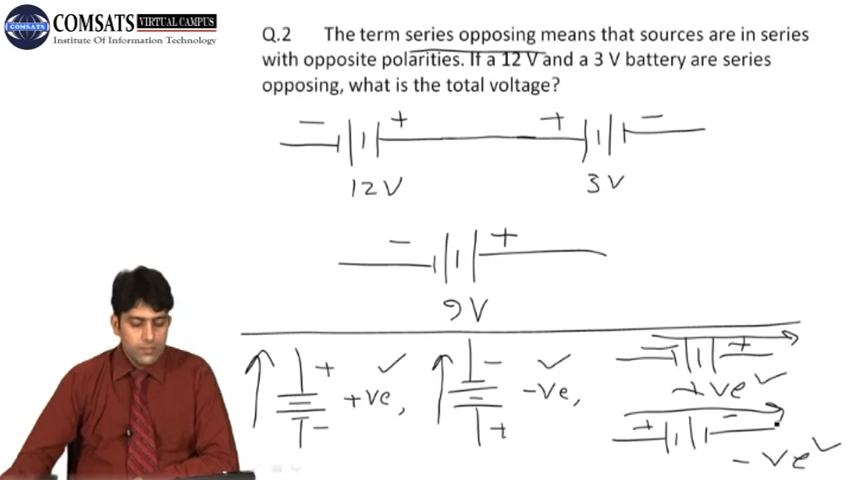 COMSATS VIRTUAL CAMPUS
COMSATS
Institute Of Information Technology
Q.2 The term series opposing means that sources are in series
with opposite polarities. If a 12 V and a 3 V battery are series
opposing, what is the total voltage?
− + + −
12V 3V
− +
9V
+ ✓ − ✓ − +
+ve, -ve, +ve ✓
− + + −
-ve ✓